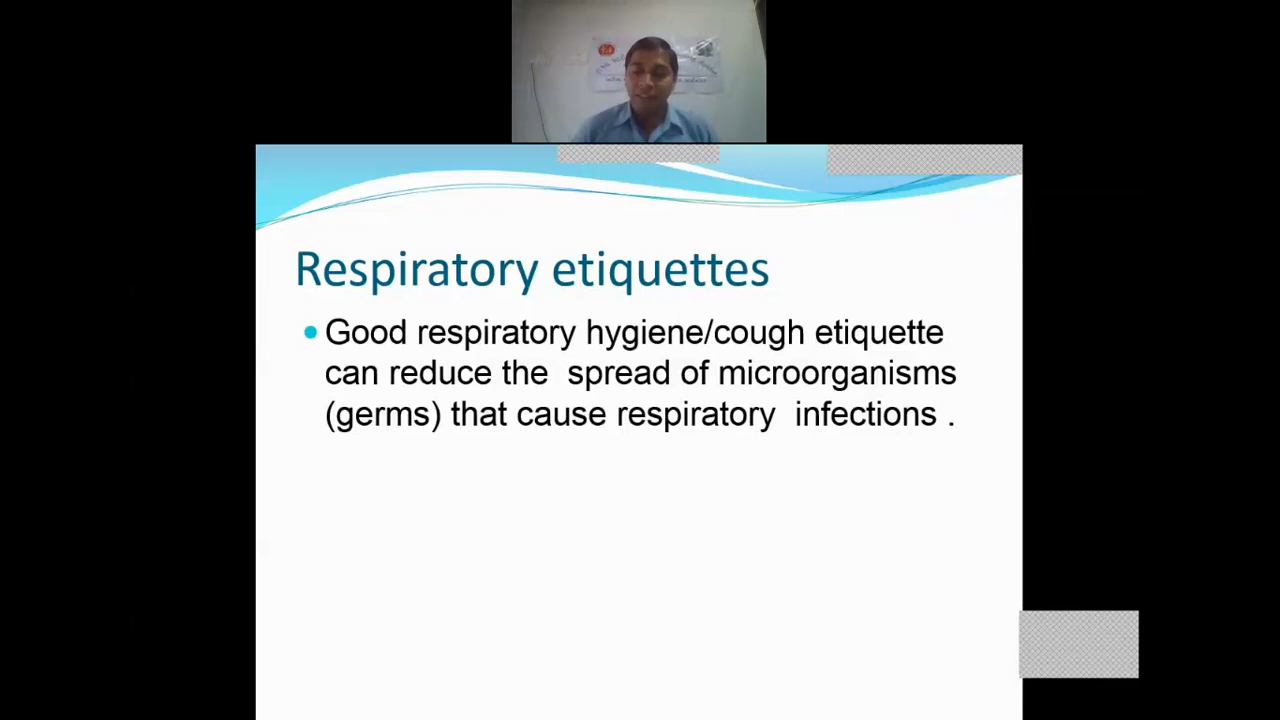 Respiratory etiquettes
Good respiratory hygiene/cough etiquette
can reduce the  spread of microorganisms
(germs) that cause respiratory  infections .